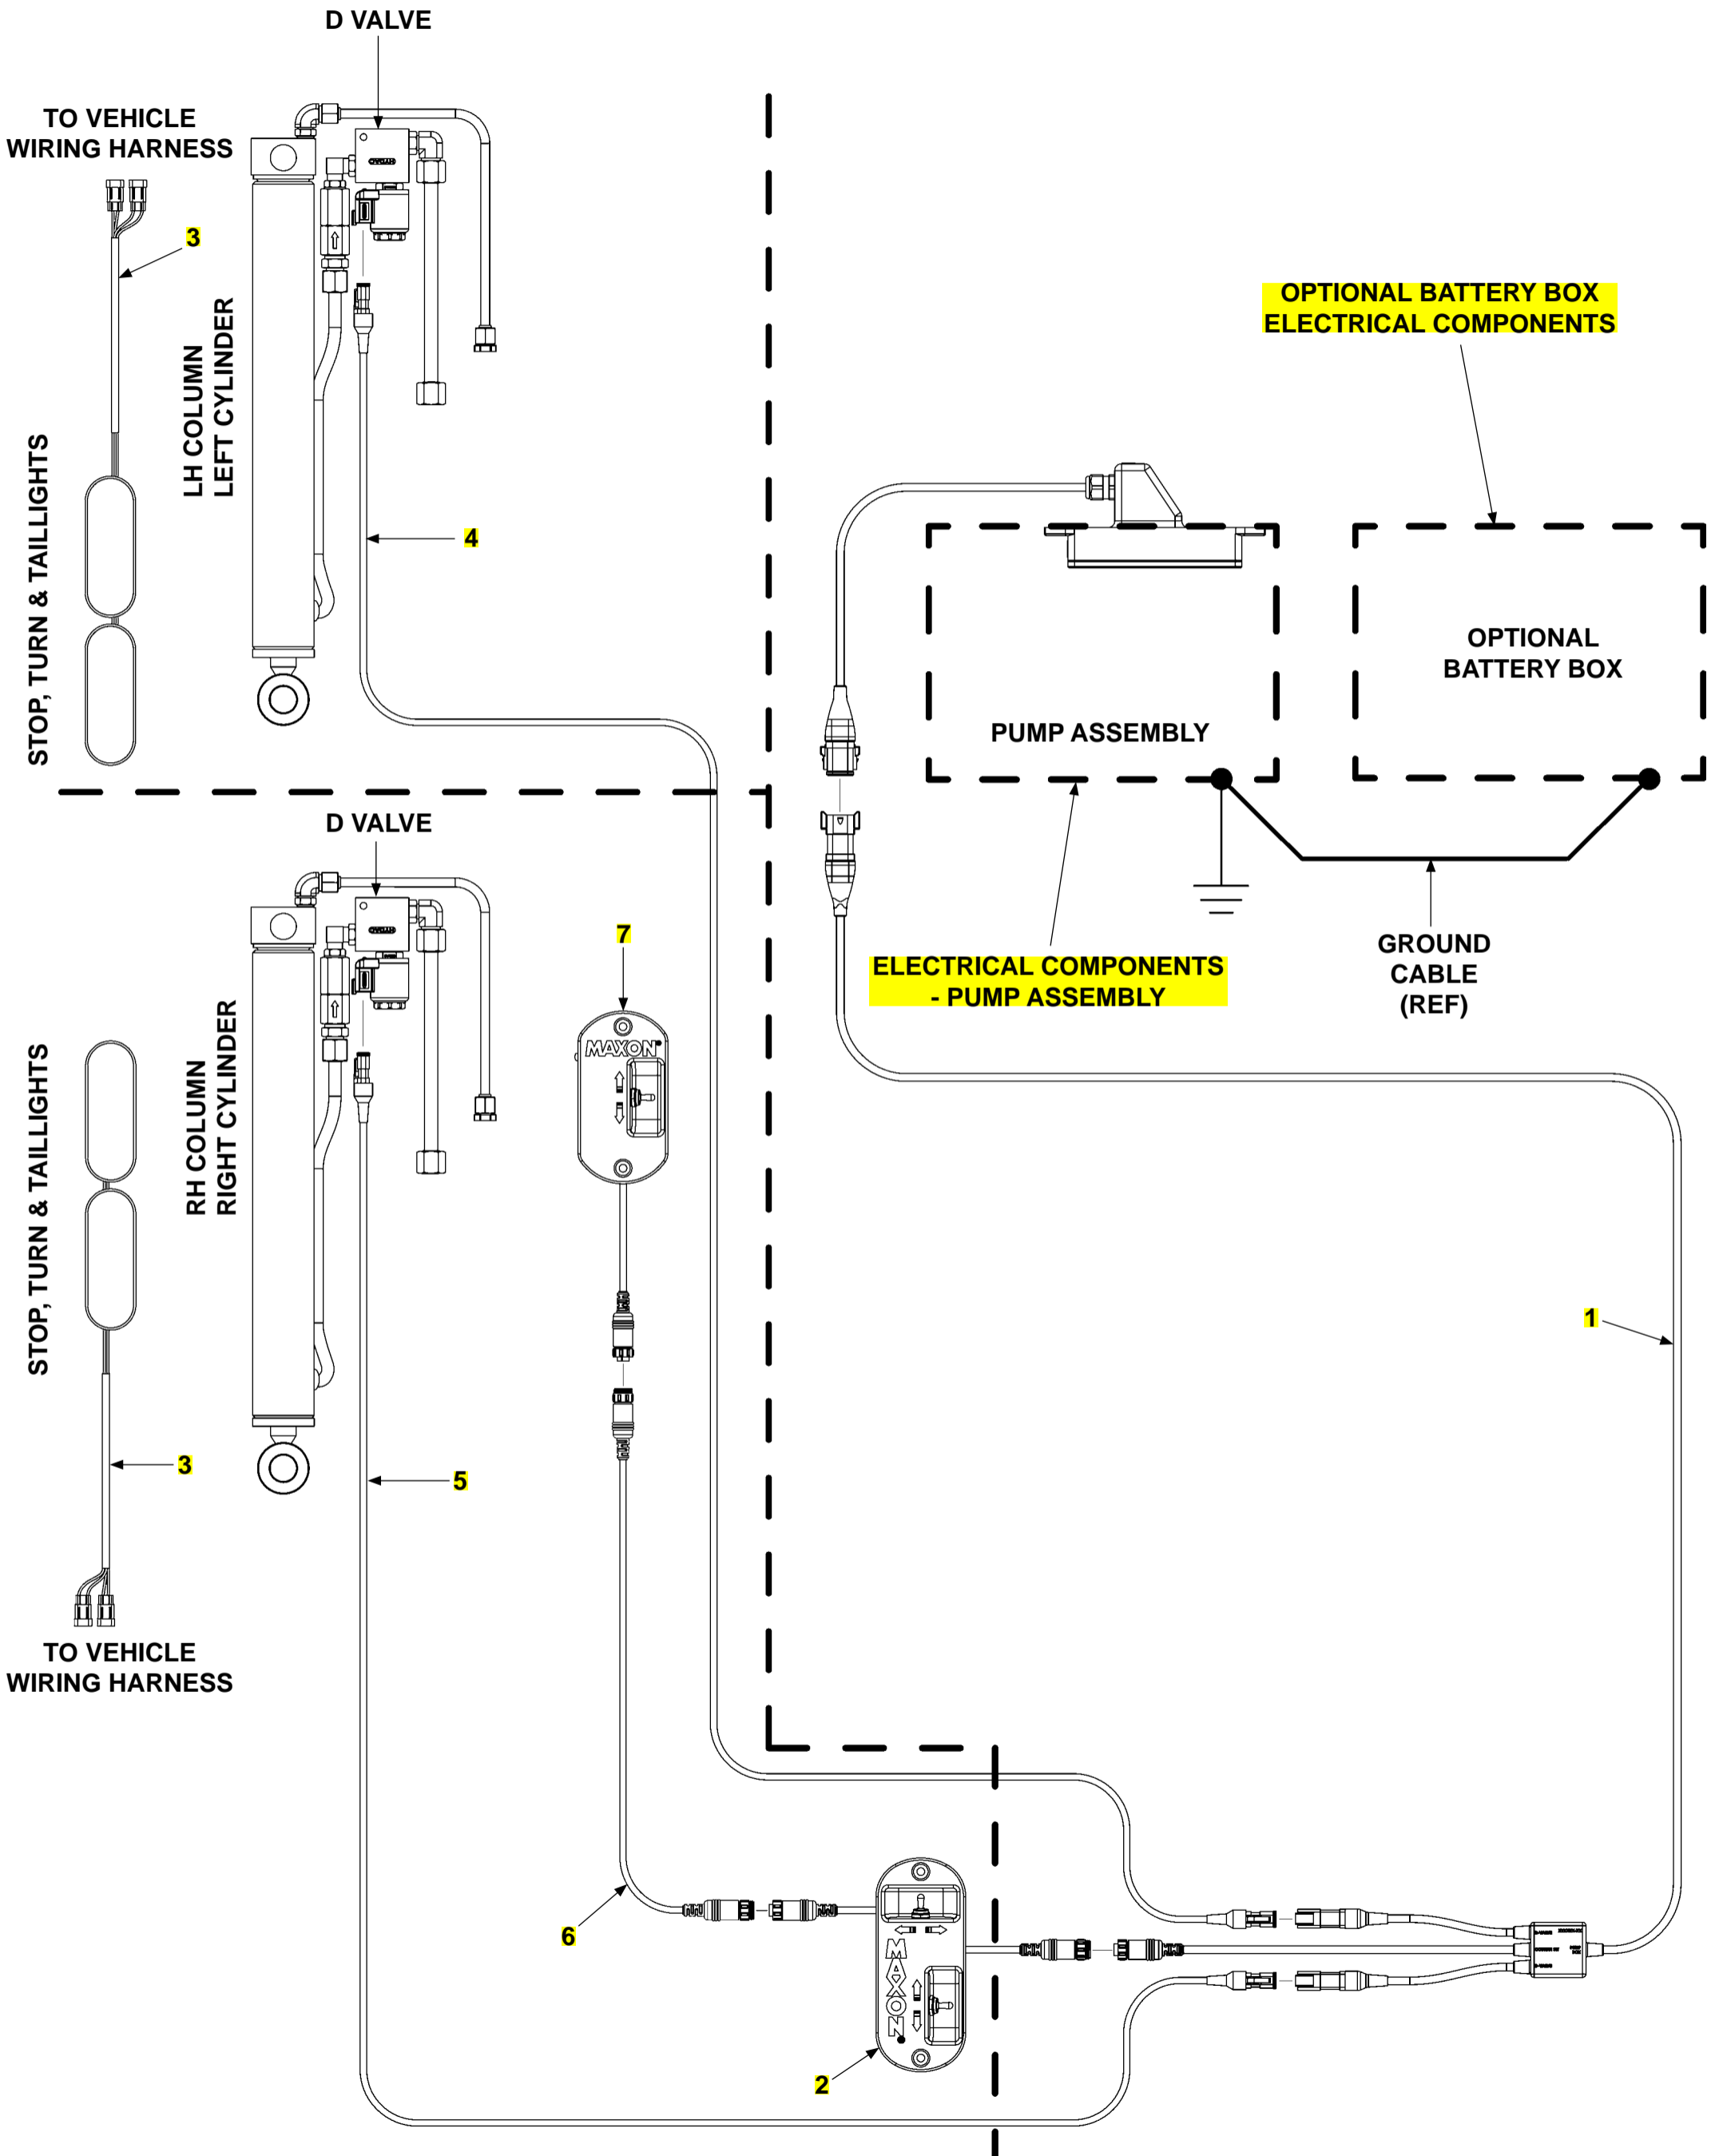 D VALVE
TO VEHICLE
WIRING HARNESS
3
LH COLUMN
LEFT CYLINDER
STOP, TURN & TAILLIGHTS
4
OPTIONAL BATTERY BOX
ELECTRICAL COMPONENTS
OPTIONAL
BATTERY BOX
PUMP ASSEMBLY
D VALVE
7
ELECTRICAL COMPONENTS
- PUMP ASSEMBLY
GROUND
CABLE
(REF)
MAXON
RH COLUMN
RIGHT CYLINDER
STOP, TURN & TAILLIGHTS
1
3
5
TO VEHICLE
WIRING HARNESS
6
MAXON
2